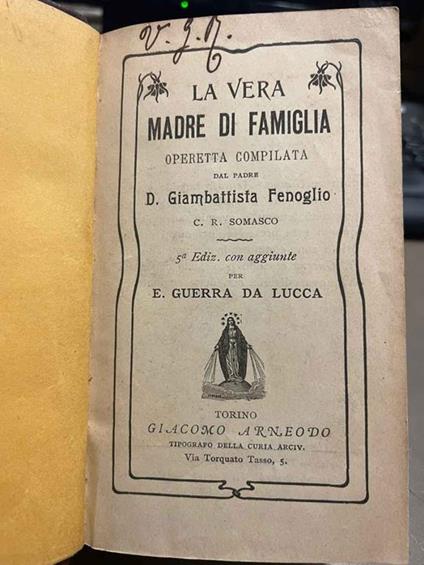 V. G. R.
LA VERA
MADRE DI FAMIGLIA
OPERETTA COMPILATA
DAL PADRE
D. Giambattista Fenoglio
C. R. SOMASCO
5ª Ediz. con aggiunte
PER
E. GUERRA DA LUCCA
TORINO
GIACOMO ARNEODO
TIPOGRAFO DELLA CURIA ARCIV.
Via Torquato Tasso, 5.